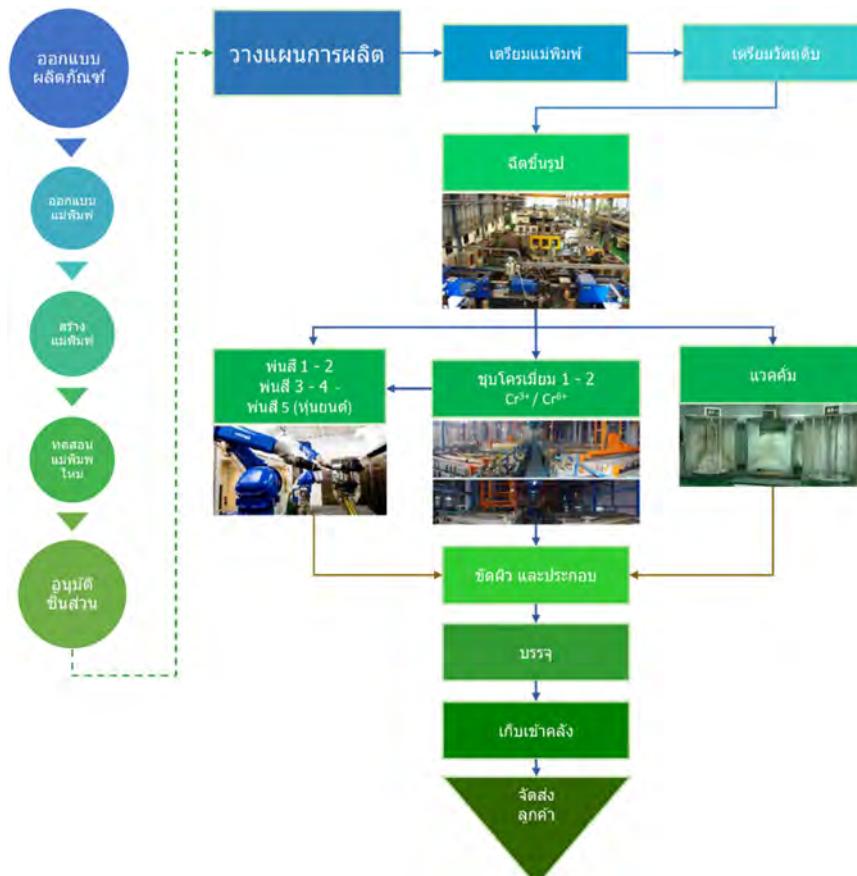 ออกแบบ
ผลิตภัณฑ์
ออกแบบ
แม่พิมพ์
สร้าง
แม่พิมพ์
ทดสอบ
แม่พิมพ์
ใหม่
อนุมัติ
ชิ้นส่วน
วางแผนการผลิต
เตรียมแม่พิมพ์
เตรียมวัตถุดิบ
ฉีดขึ้นรูป
พ่นสี 1 - 2
พ่นสี 3 - 4 -
พ่นสี 5 (หุ่นยนต์)
ชุบโครเมี่ยม 1 - 2
Cr³⁺ / Cr⁶⁺
แวคคั่ม
ขัดผิว และประกอบ
บรรจุ
เก็บเข้าคลัง
จัดส่ง
ลูกค้า